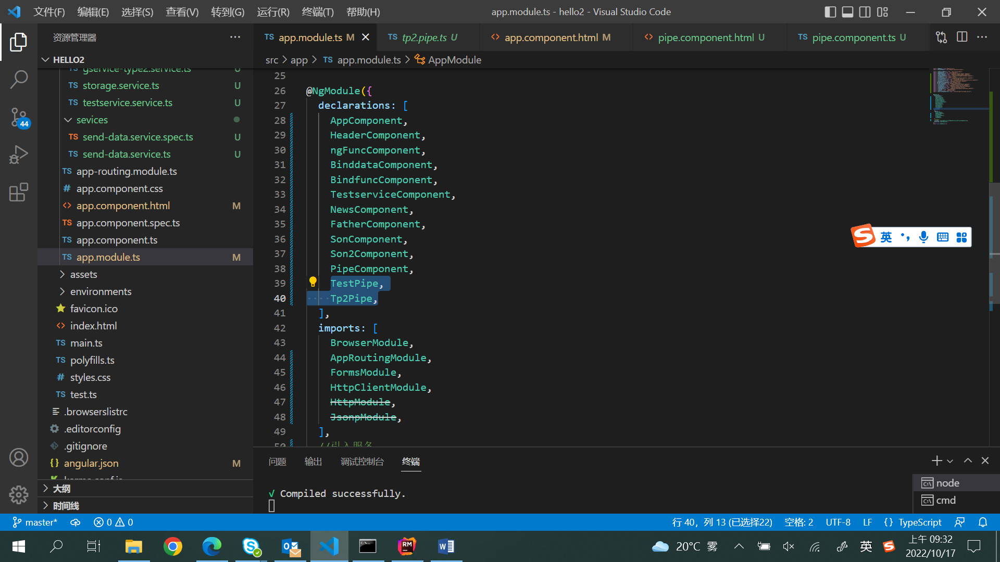 文件(F) 编辑(E) 选择(S) 查看(V) 转到(G) 运行(R) 终端(T) 帮助(H)
app.module.ts - hello2 - Visual Studio Code
资源管理器
HELLO2
TS gservice-type2.service.ts U
TS storage.service.ts U
TS testservice.service.ts U
sevices
TS send-data.service.spec.ts U
TS send-data.service.ts U
TS app-routing.module.ts
# app.component.css
<> app.component.html M
TS app.component.spec.ts
TS app.component.ts
TS app.module.ts M
assets
environments
favicon.ico
<> index.html
TS main.ts
TS polyfills.ts
# styles.css
TS test.ts
.browserslistrc
.editorconfig
.gitignore
{} angular.json M
大纲
时间线
44
TS app.module.ts M
TS tp2.pipe.ts U
<> app.component.html M
<> pipe.component.html U
TS pipe.component.ts U
src > app > TS app.module.ts > AppModule
25
26 @NgModule({
27 declarations: [
28 AppComponent,
29 HeaderComponent,
30 ngFuncComponent,
31 BinddataComponent,
32 BindfuncComponent,
33 TestserviceComponent,
34 NewsComponent,
35 FatherComponent,
36 SonComponent,
37 Son2Component,
38 PipeComponent,
39 TestPipe,
40 ····Tp2Pipe,
41 ],
42 imports: [
43 BrowserModule,
44 AppRoutingModule,
45 FormsModule,
46 HttpClientModule,
47 HttpModule,
48 JsonpModule,
49 ],
50 //引入服务
英
问题 输出 调试控制台 终端
√ Compiled successfully.
node
cmd
master* 0 0
行 40，列 13 (已选择22) 空格: 2 UTF-8 LF {} TypeScript
20°C 雾
英
上午 09:32
2022/10/17